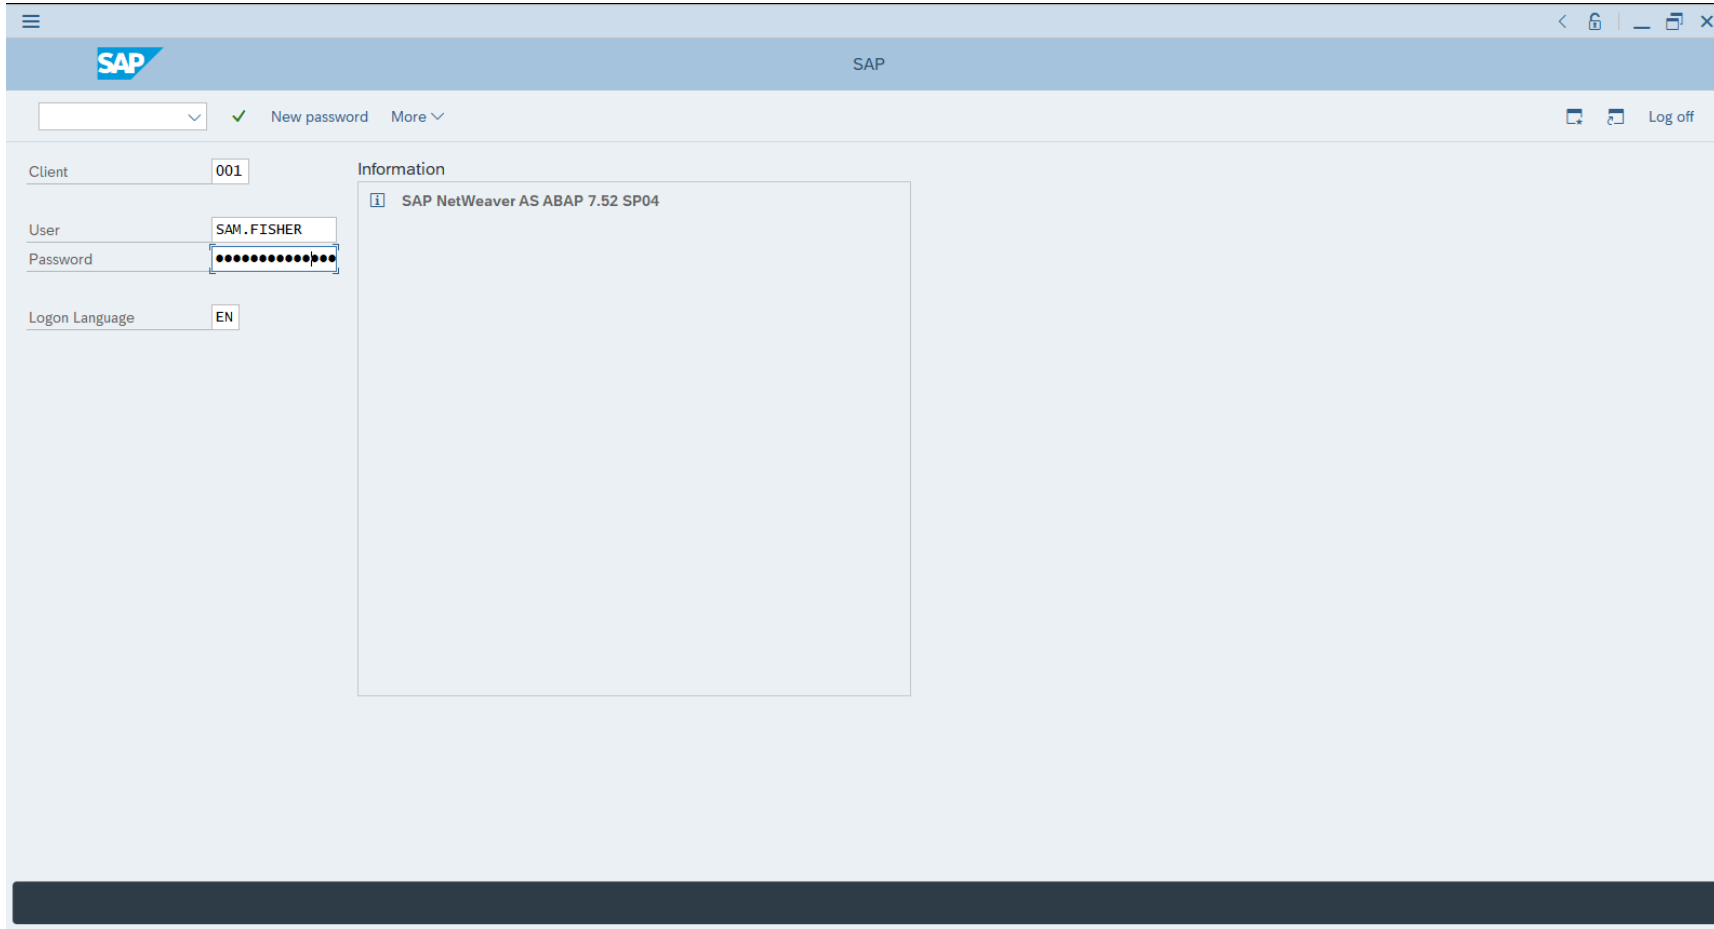 SAP
SAP
New password More
Log off
Client 001
Information
SAP NetWeaver AS ABAP 7.52 SP04
User SAM.FISHER
Password ●●●●●●●●●●●●●●
Logon Language EN